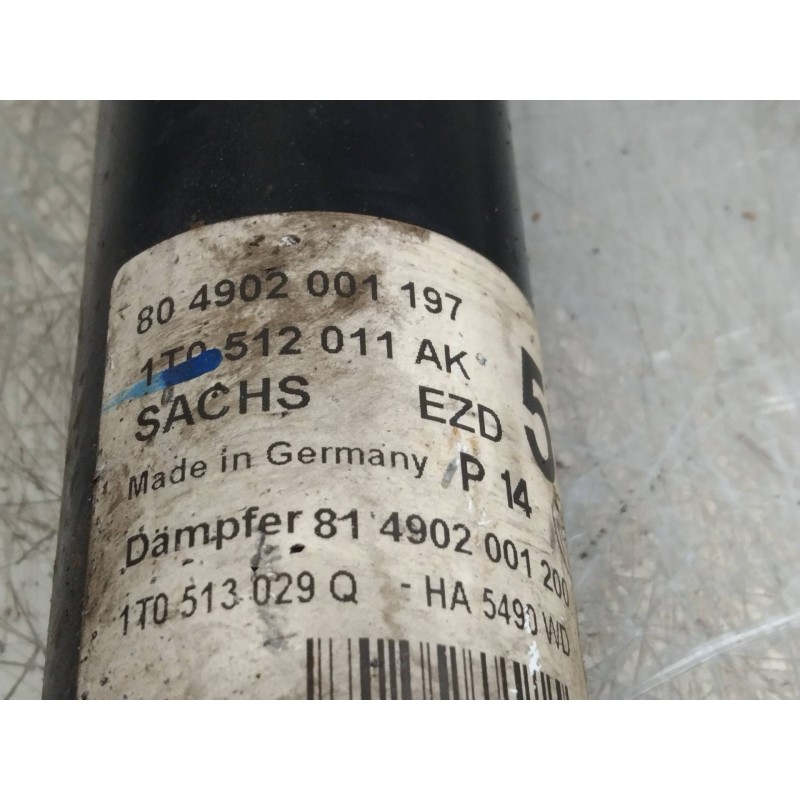 80 4902 001 197
1T0 512 011 AK
SACHS EZD 5
Made in Germany P 14
Dämpfer 81 4902 001 200
1T0 513 029 Q - HA 5490 WD